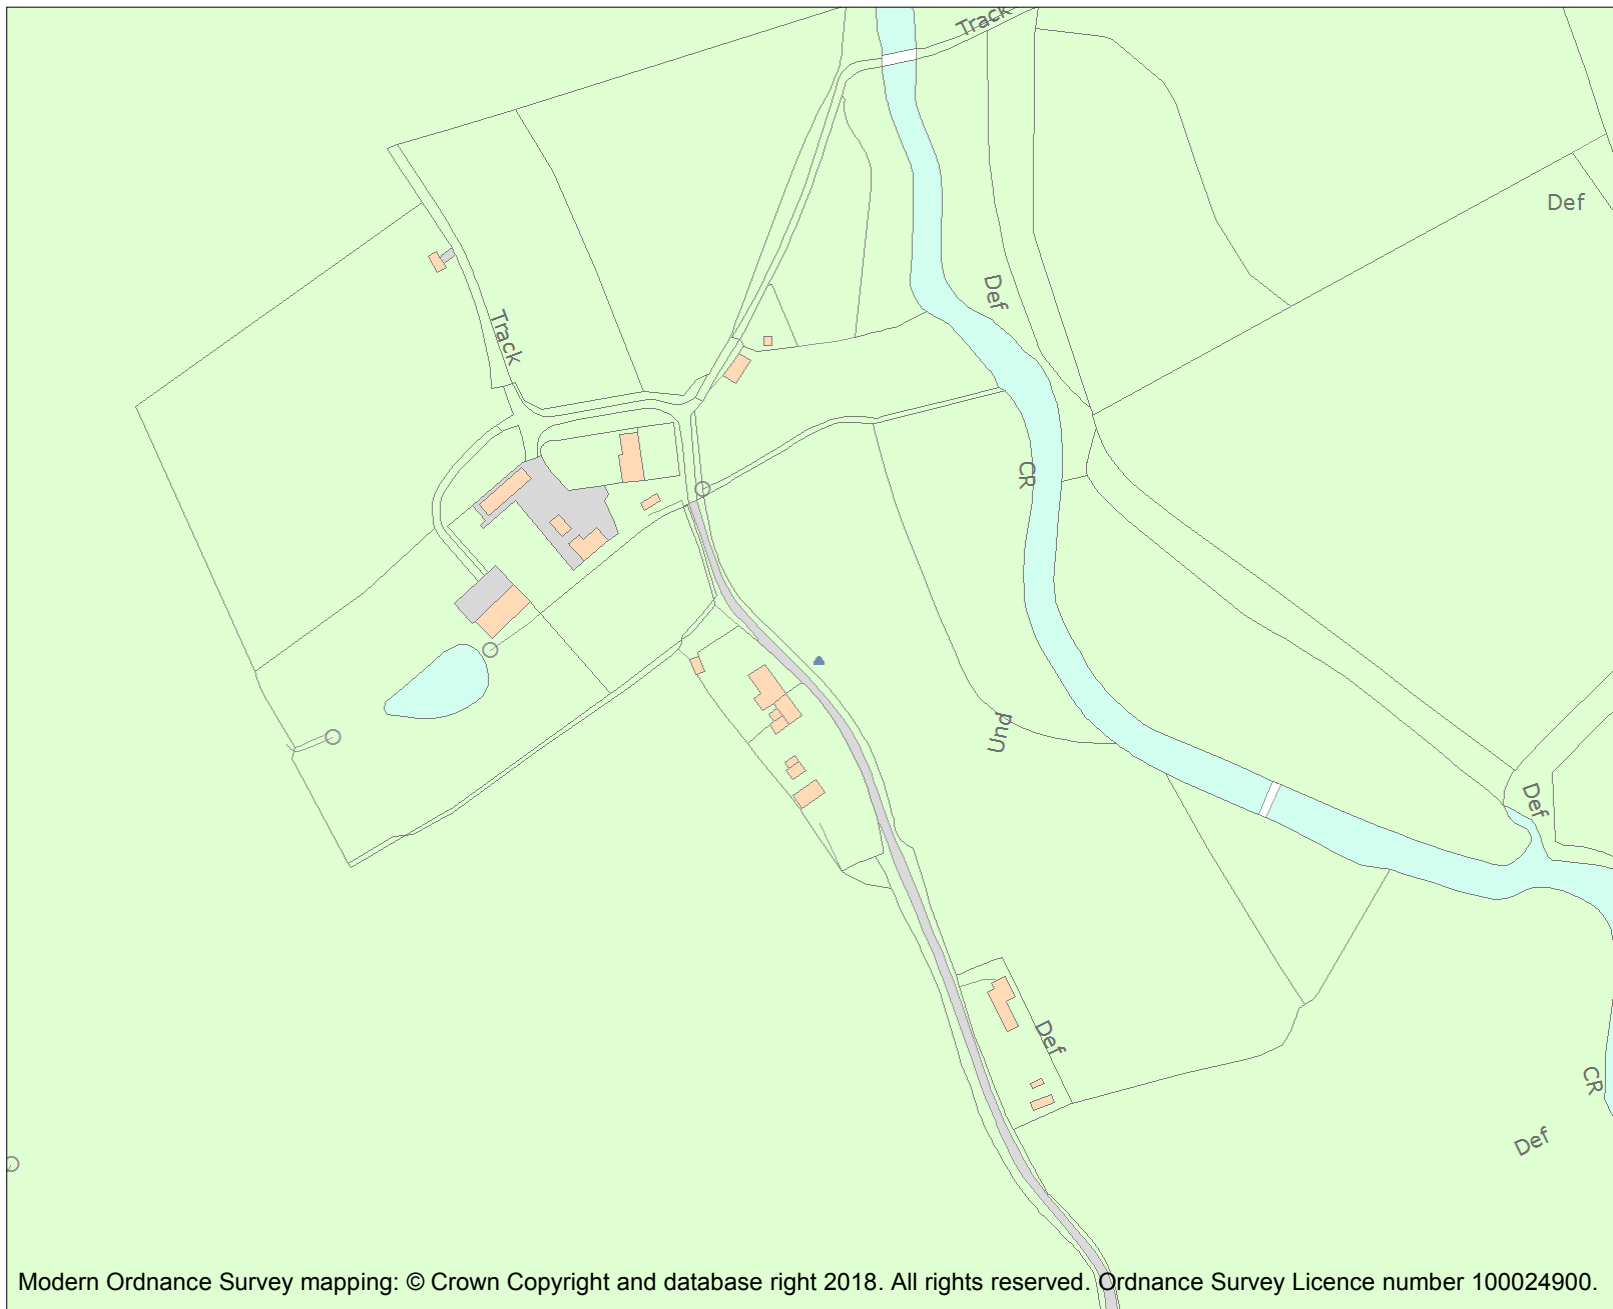 Track
Def
Def
Track
CR
Und
Def
Def
CR
Def
Modern Ordnance Survey mapping: © Crown Copyright and database right 2018. All rights reserved. Ordnance Survey Licence number 100024900.